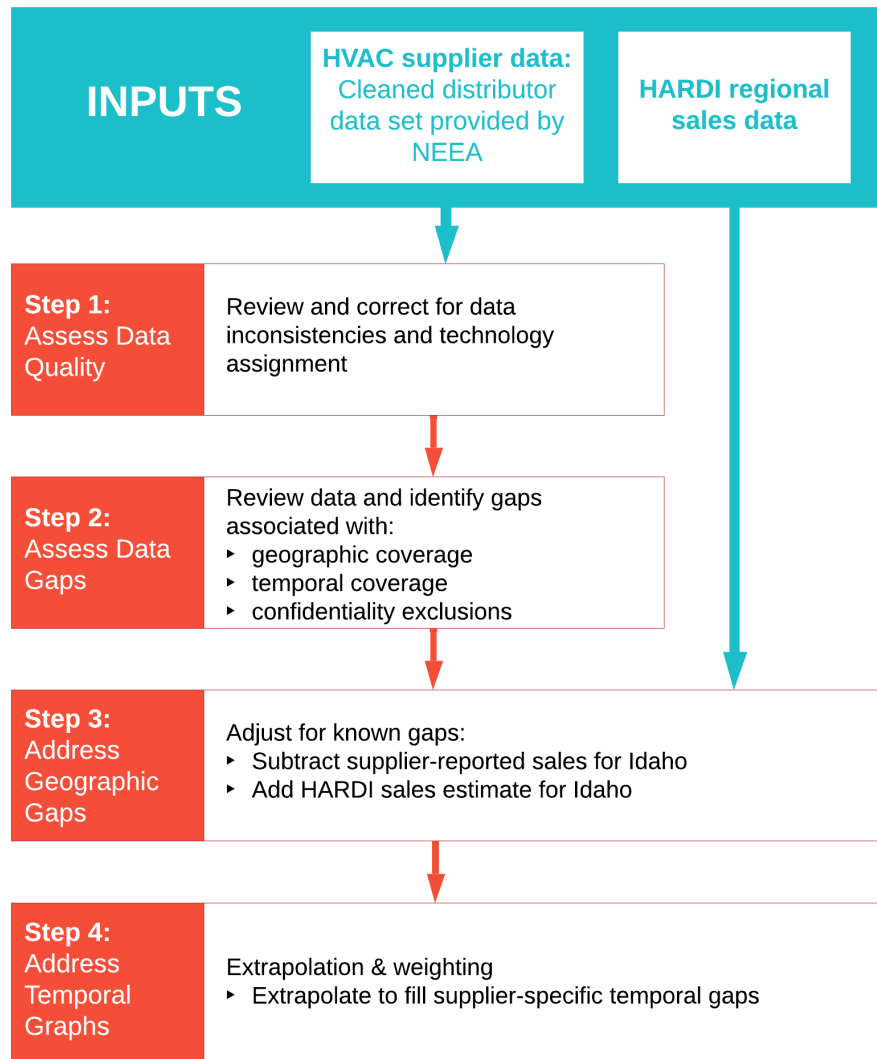 INPUTS
HVAC supplier data:
Cleaned distributor
data set provided by
NEEA
HARDI regional
sales data
Step 1:
Assess Data
Quality
Review and correct for data
inconsistencies and technology
assignment
Step 2:
Assess Data
Gaps
Review data and identify gaps
associated with:
‣ geographic coverage
‣ temporal coverage
‣ confidentiality exclusions
Step 3:
Address
Geographic
Gaps
Adjust for known gaps:
‣ Subtract supplier-reported sales for Idaho
‣ Add HARDI sales estimate for Idaho
Step 4:
Address
Temporal
Graphs
Extrapolation & weighting
‣ Extrapolate to fill supplier-specific temporal gaps